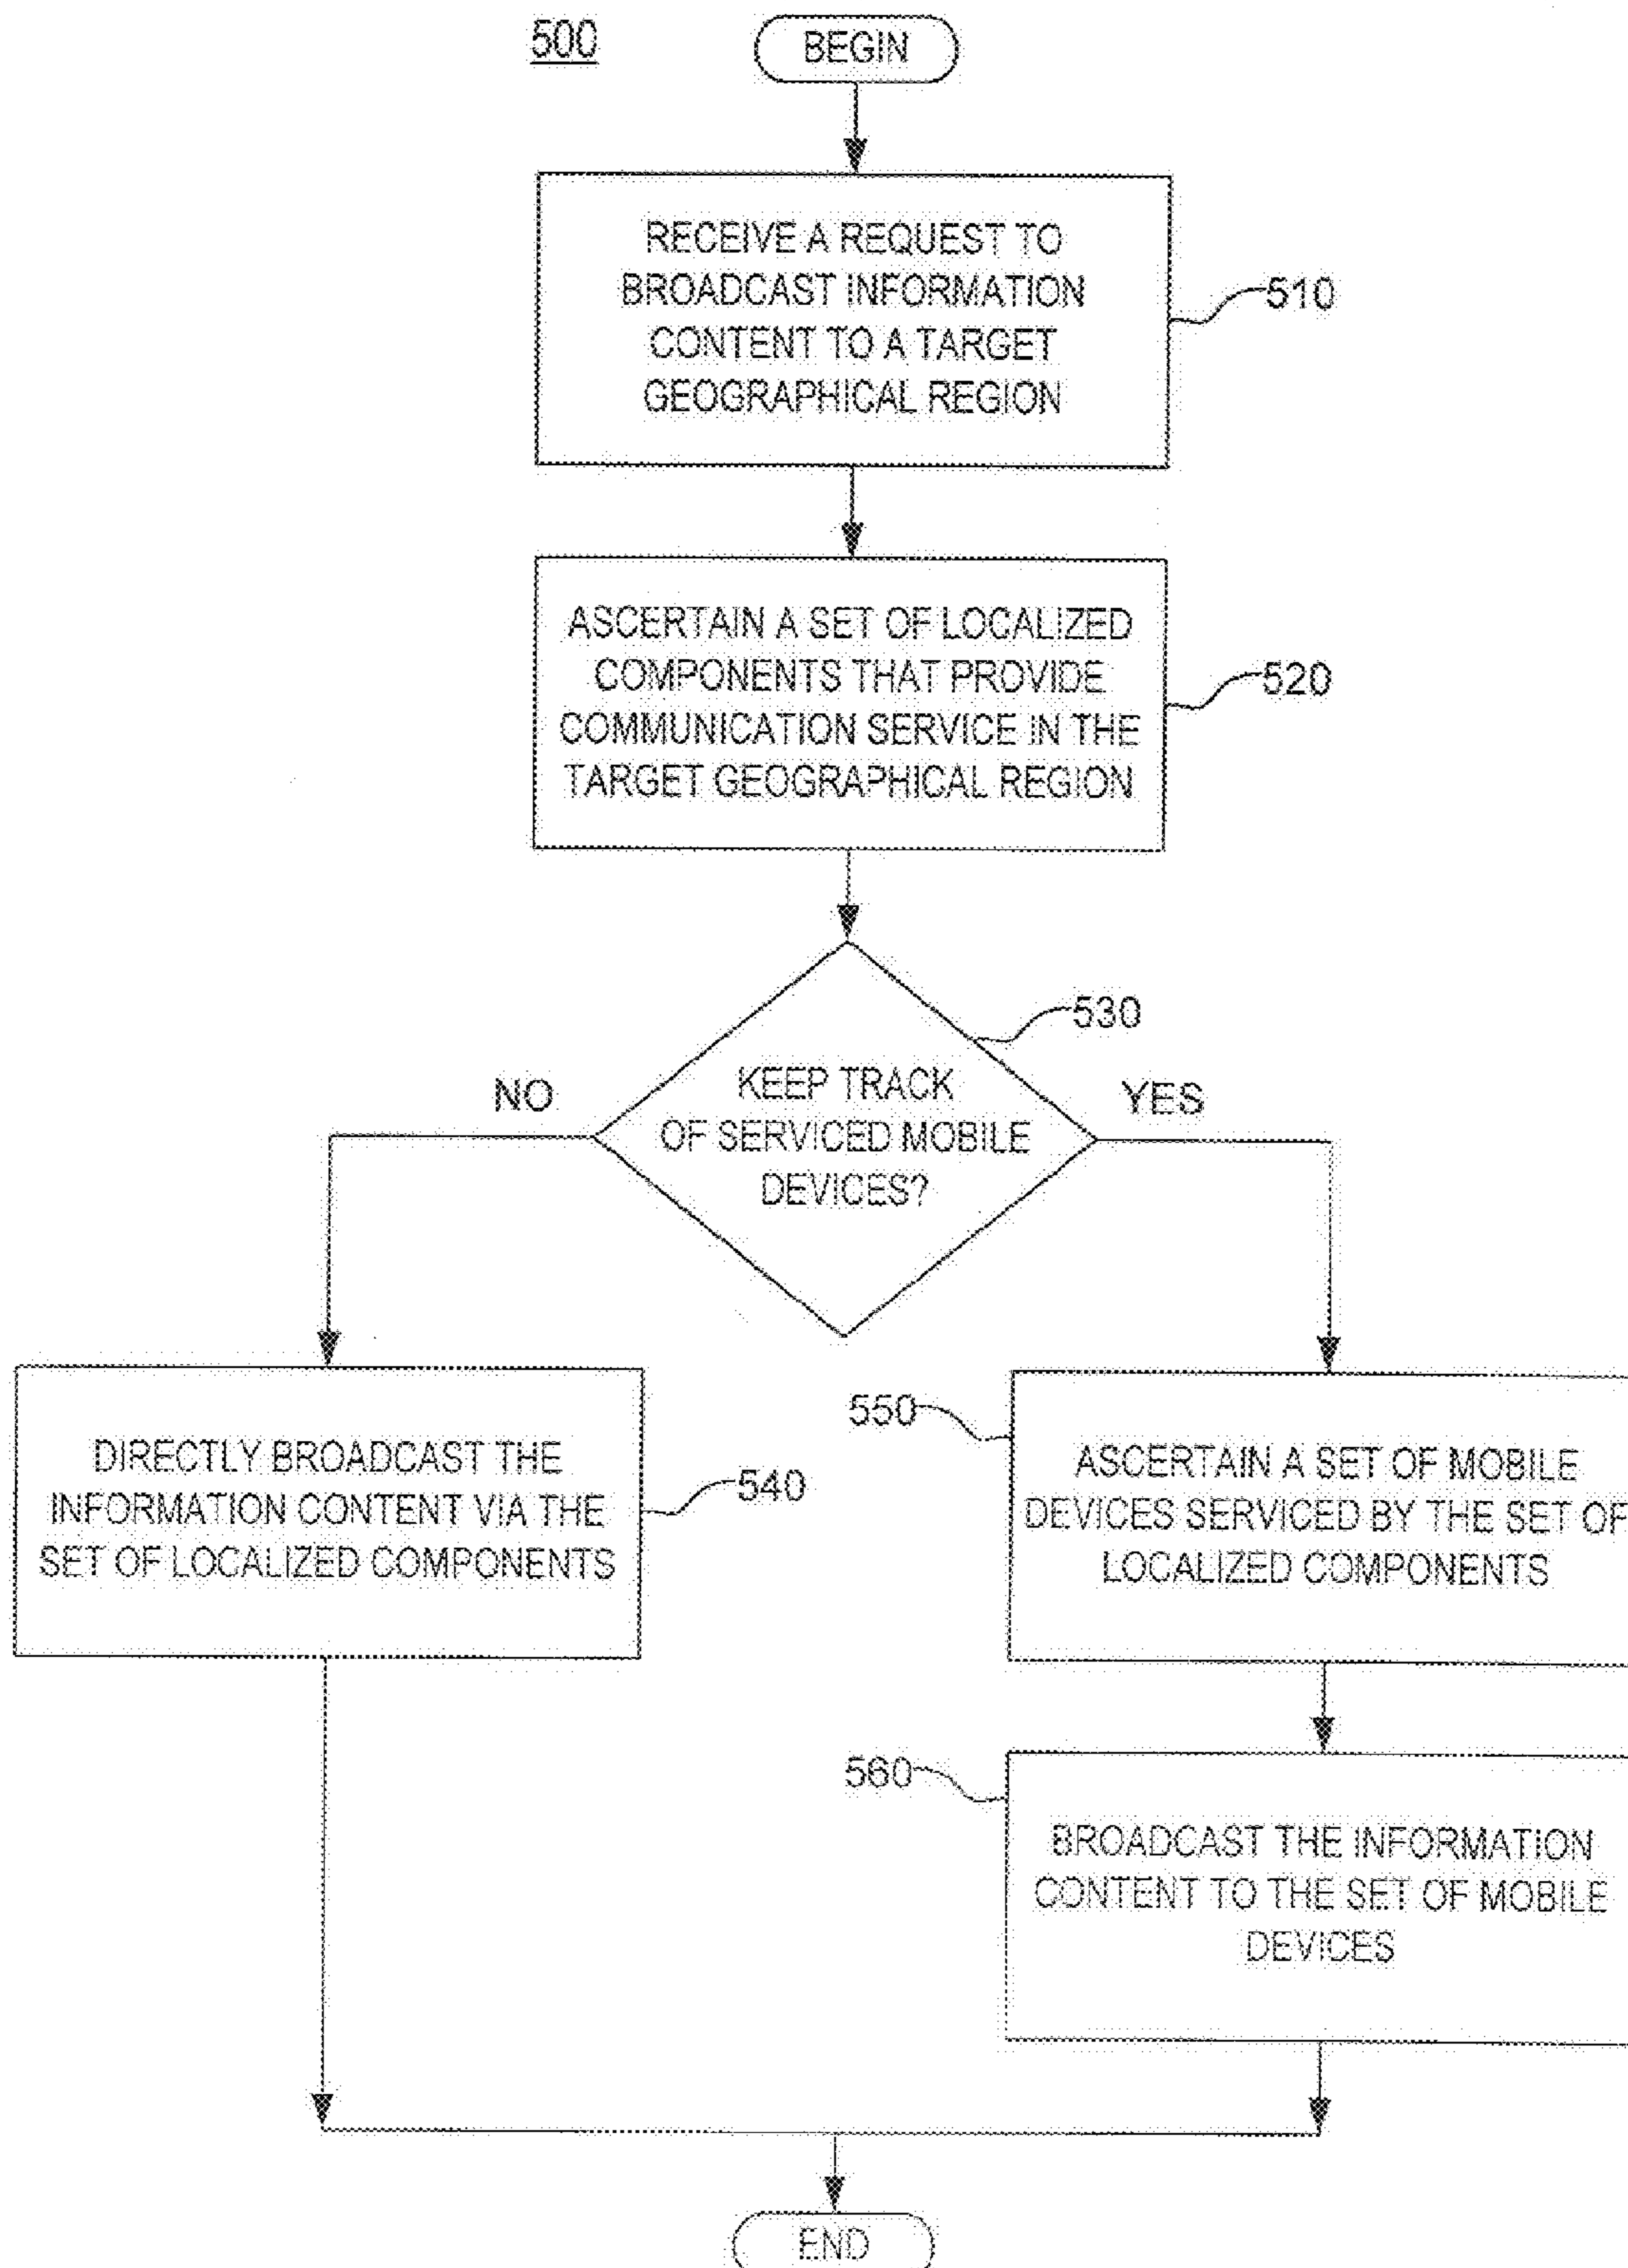 500
BEGIN
RECEIVE A REQUEST TO
BROADCAST INFORMATION
CONTENT TO A TARGET
GEOGRAPHICAL REGION
510
ASCERTAIN A SET OF LOCALIZED
COMPONENTS THAT PROVIDE
COMMUNICATION SERVICE IN THE
TARGET GEOGRAPHICAL REGION
520
530
KEEP TRACK
OF SERVICED MOBILE
DEVICES?
NO
YES
DIRECTLY BROADCAST THE
INFORMATION CONTENT VIA THE
SET OF LOCALIZED COMPONENTS
540
550
ASCERTAIN A SET OF MOBILE
DEVICES SERVICED BY THE SET OF
LOCALIZED COMPONENTS
560
BROADCAST THE INFORMATION
CONTENT TO THE SET OF MOBILE
DEVICES
END